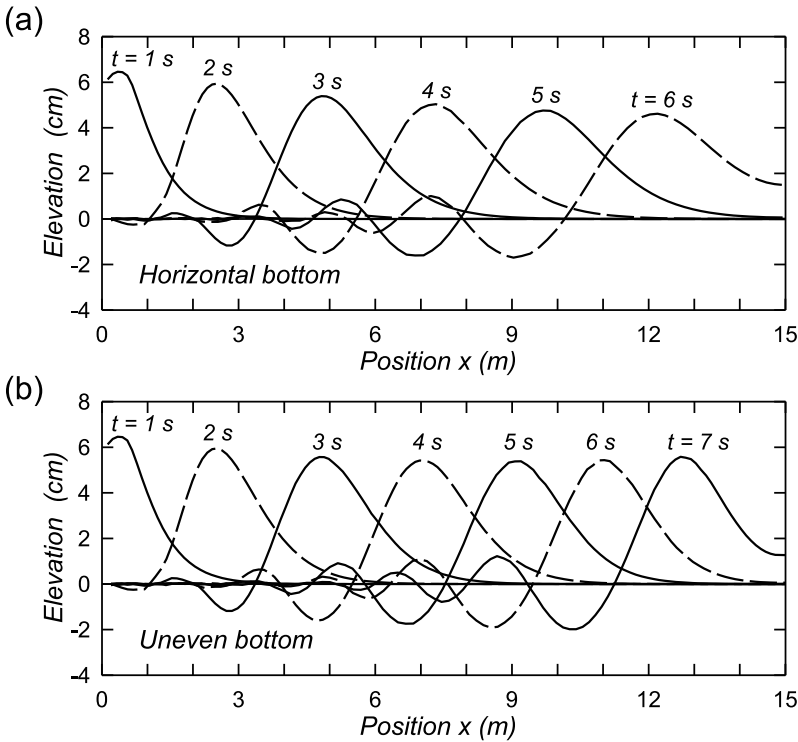 (a)
8
t = 1 s
2 s
3 s
4 s
5 s
t = 6 s
6
4
2
0
-2
-4
Elevation (cm)
Horizontal bottom
0
3
6
9
12
15
Position x (m)
(b)
8
t = 1 s
2 s
3 s
4 s
5 s
6 s
t = 7 s
6
4
2
0
-2
-4
Elevation (cm)
Uneven bottom
0
3
6
9
12
15
Position x (m)